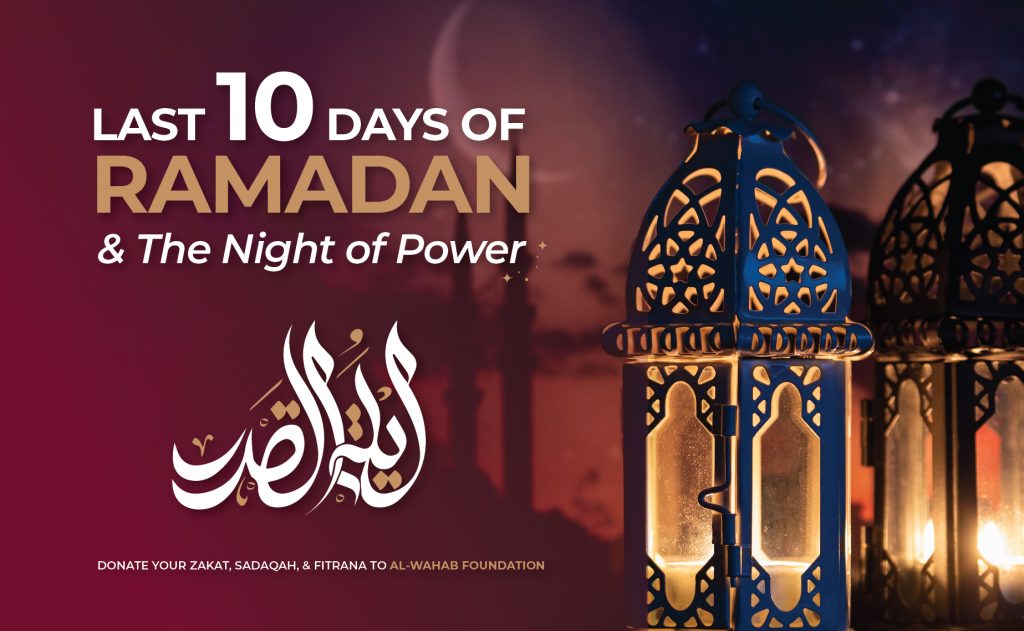 LAST 10 DAYS OF
RAMADAN
& The Night of Power
ليلة القدر
DONATE YOUR ZAKAT, SADAQAH, & FITRANA TO AL-WAHAB FOUNDATION